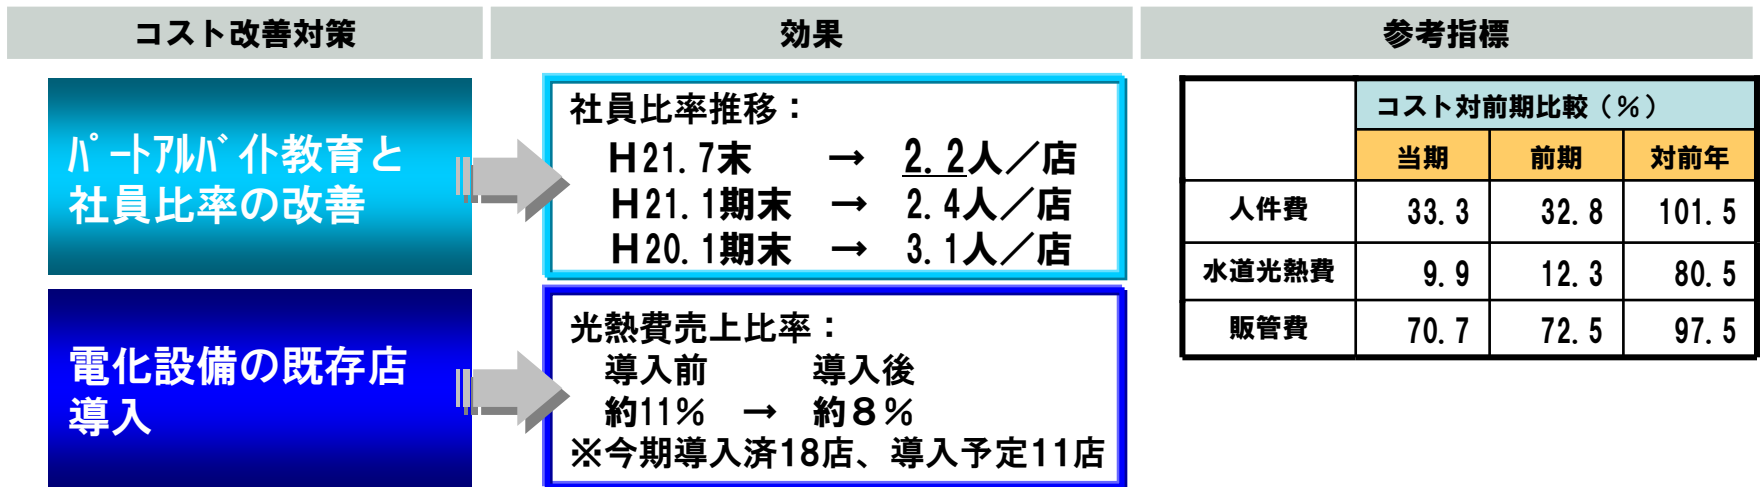 コスト改善対策
効果
参考指標
ﾊﾟｰﾄｱﾙﾊﾞｲﾄ教育と
社員比率の改善
社員比率推移：
Ｈ21.7末 → 2.2人／店
Ｈ21.1期末 → 2.4人／店
Ｈ20.1期末 → 3.1人／店
電化設備の既存店
導入
光熱費売上比率：
導入前 導入後
約11% → 約８%
※今期導入済18店、導入予定11店
コスト対前期比較（％）
当期 前期 対前年
人件費 33.3 32.8 101.5
水道光熱費 9.9 12.3 80.5
販管費 70.7 72.5 97.5